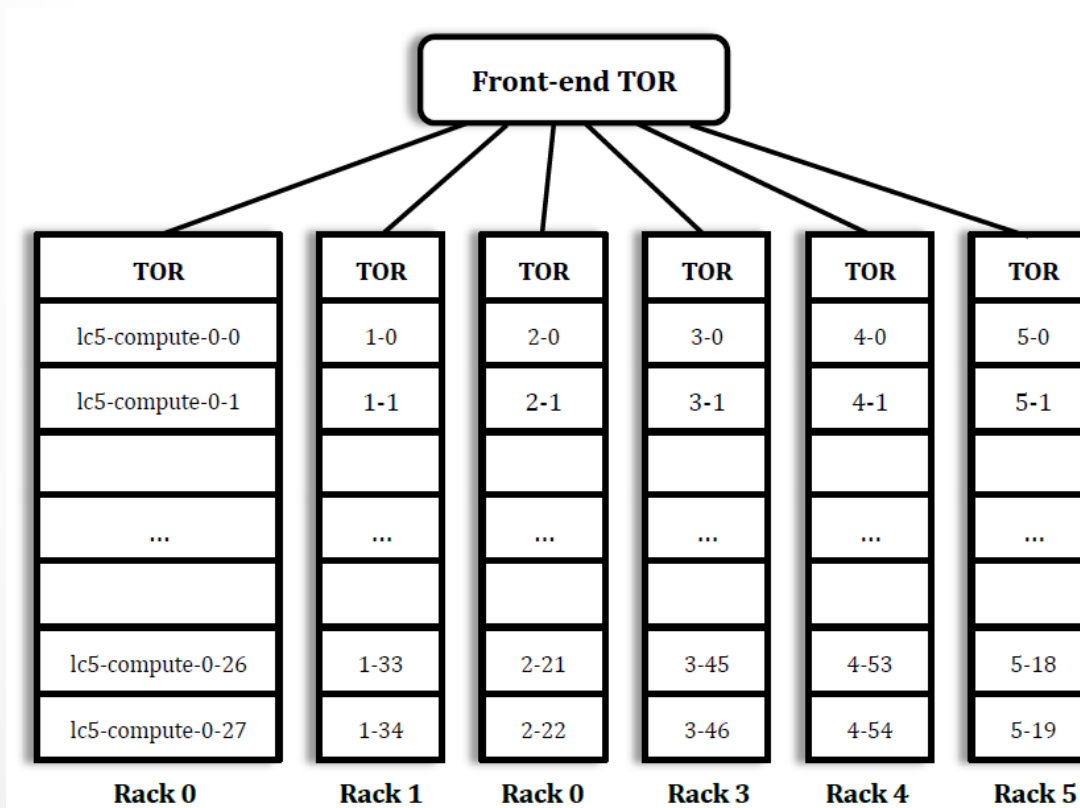 Front-end TOR
TOR TOR TOR TOR TOR TOR
lc5-compute-0-0 1-0 2-0 3-0 4-0 5-0
lc5-compute-0-1 1-1 2-1 3-1 4-1 5-1
... ... ... ... ... ...
lc5-compute-0-26 1-33 2-21 3-45 4-53 5-18
lc5-compute-0-27 1-34 2-22 3-46 4-54 5-19
Rack 0 Rack 1 Rack 0 Rack 3 Rack 4 Rack 5